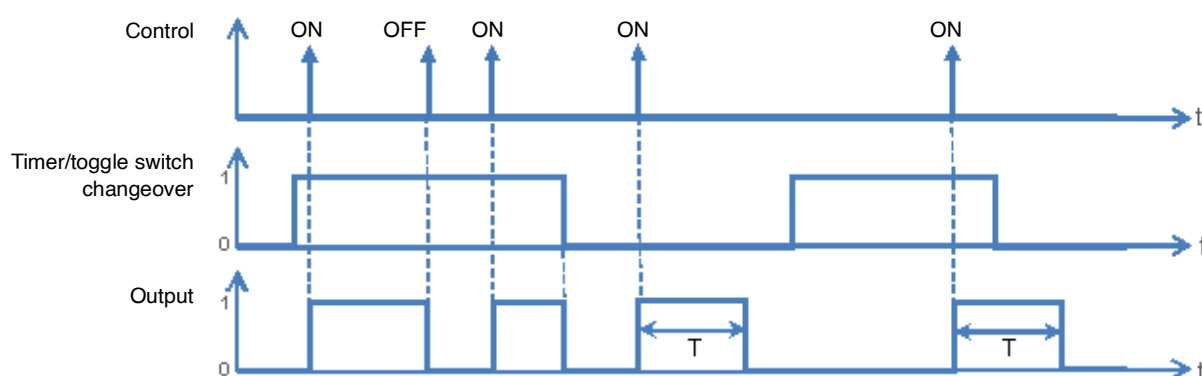 Control
ON
OFF
ON
ON
ON
t
Timer/toggle switch
changeover
1
0
t
Output
1
T
T
0
t